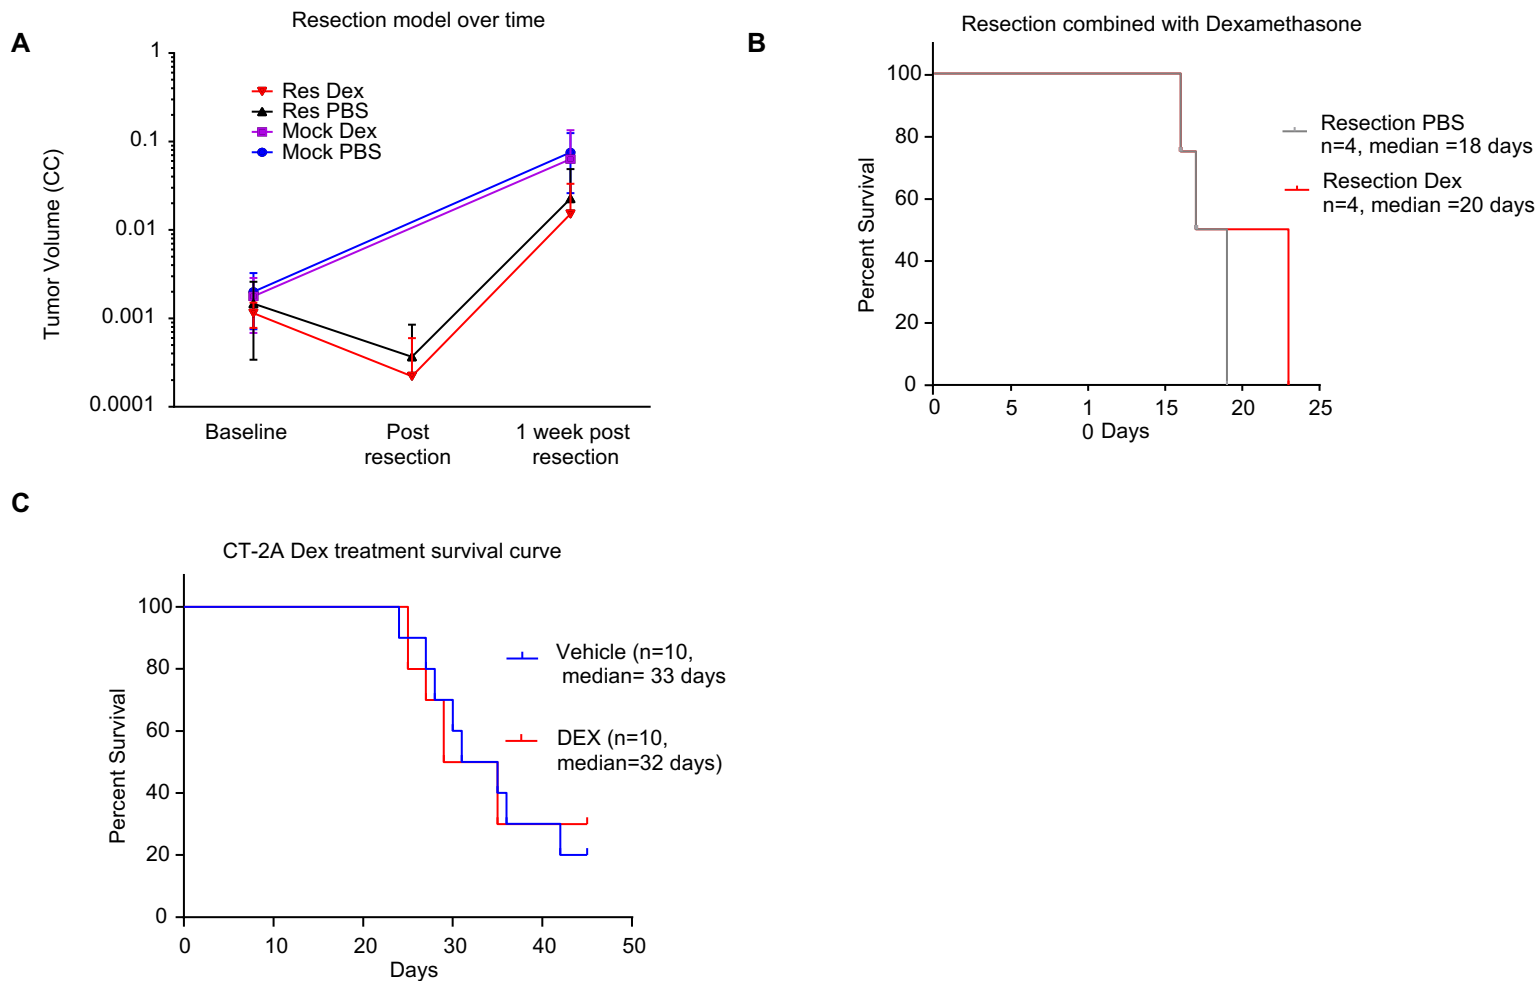 A
Resection model over time
Tumor Volume (CC)
1
0.1
0.01
0.001
0.0001
Res Dex
Res PBS
Mock Dex
Mock PBS
Baseline
Post
resection
1 week post
resection
B
Resection combined with Dexamethasone
Percent Survival
100
80
60
40
20
0
0 5 1 15 20 25
0 Days
Resection PBS
n=4, median =18 days
Resection Dex
n=4, median =20 days
C
CT-2A Dex treatment survival curve
Percent Survival
100
80
60
40
20
0
0 10 20 30 40 50
Days
Vehicle (n=10,
median= 33 days
DEX (n=10,
median=32 days)